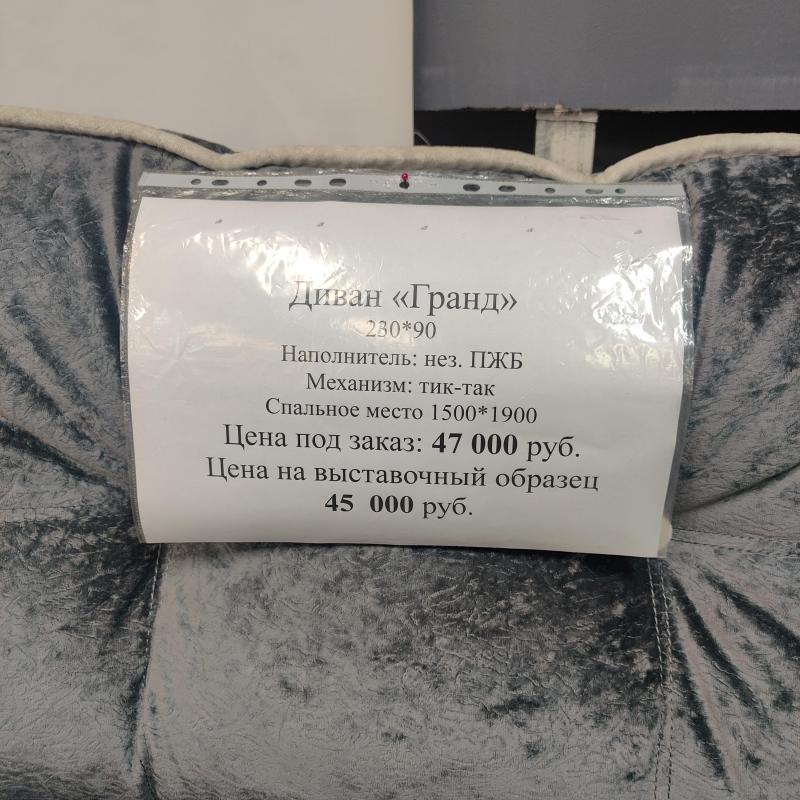 Диван «Гранд»
230*90
Наполнитель: нез. ПЖБ
Механизм: тик-так
Спальное место 1500*1900
Цена под заказ: 47 000 руб.
Цена на выставочный образец
45 000 руб.